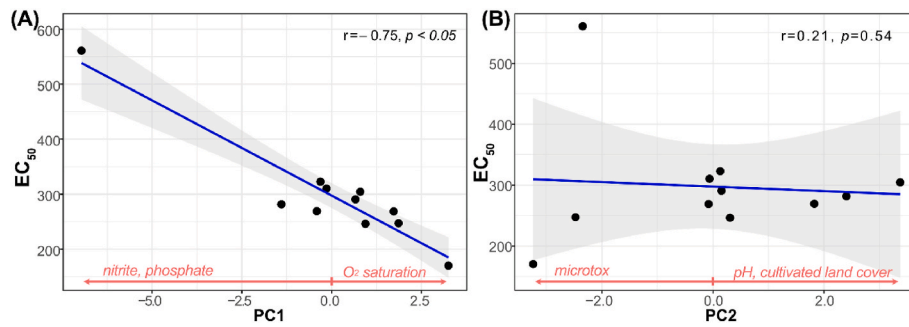 (A)
r=− 0.75, p < 0.05
EC50
600
500
400
300
200
nitrite, phosphate
O2 saturation
−5.0
−2.5
0.0
2.5
PC1
(B)
r=0.21, p=0.54
EC50
500
400
300
200
microtox
pH, cultivated land cover
−2.0
0.0
2.0
PC2